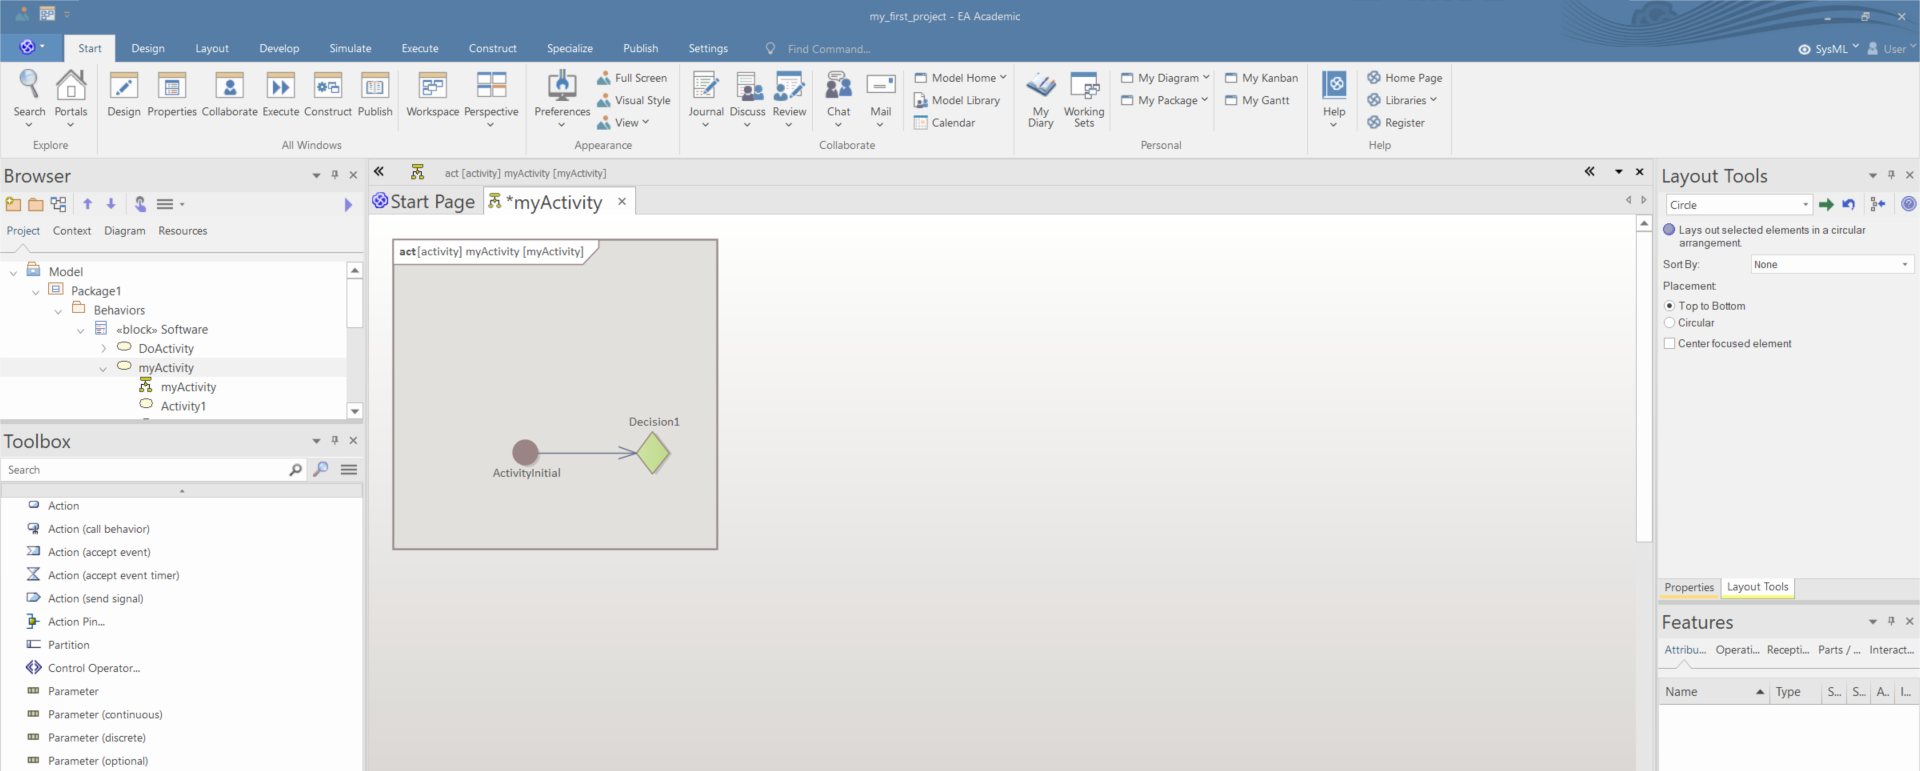 my_first_project - EA Academic
Start Design Layout Develop Simulate Execute Construct Specialize Publish Settings Find Command... SysML User
Search Portals Design Properties Collaborate Execute Construct Publish Workspace Perspective Preferences Full Screen Visual Style View Journal Discuss Review Chat Mail Model Home Model Library Calendar My Diary Working Sets My Diagram My Package My Kanban My Gantt Help Home Page Libraries Register
Explore All Windows Appearance Collaborate Personal Help
Browser
Project Context Diagram Resources
Model
Package1
Behaviors
«block» Software
DoActivity
myActivity
myActivity
Activity1
Toolbox
Search
Action
Action (call behavior)
Action (accept event)
Action (accept event timer)
Action (send signal)
Action Pin...
Partition
Control Operator...
Parameter
Parameter (continuous)
Parameter (discrete)
Parameter (optional)
act [activity] myActivity [myActivity]
Start Page *myActivity
act [activity] myActivity [myActivity]
Decision1
ActivityInitial
Layout Tools
Circle
Lays out selected elements in a circular
arrangement.
Sort By: None
Placement
Top to Bottom
Circular
Center focused element
Properties Layout Tools
Features
Attribu... Operati... Recepti... Parts / ... Interact...
Name Type S... S... A.. I...